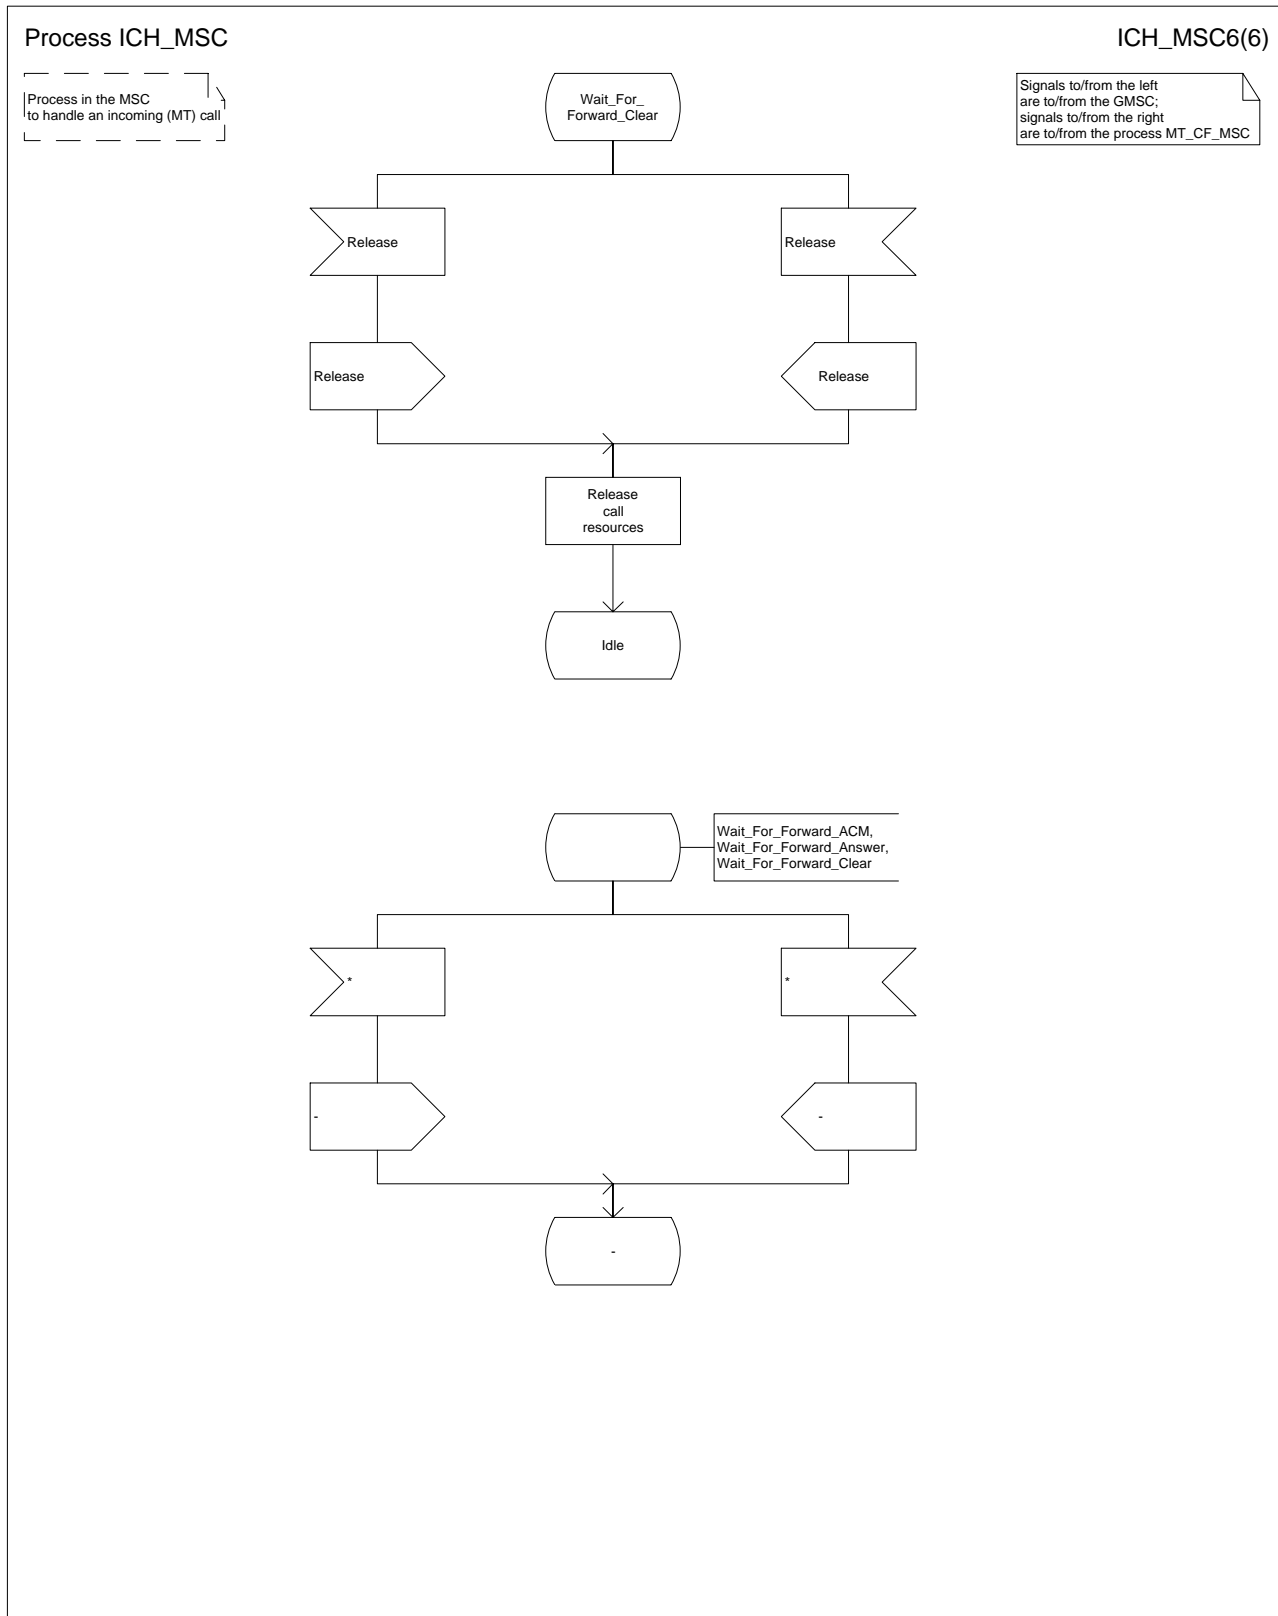 Process ICH_MSC
ICH_MSC6(6)
Process in the MSC
to handle an incoming (MT) call
Wait_For_
Forward_Clear
Signals to/from the left
are to/from the GMSC;
signals to/from the right
are to/from the process MT_CF_MSC
Release
Release
Release
Release
Release
call
resources
Idle
Wait_For_Forward_ACM,
Wait_For_Forward_Answer,
Wait_For_Forward_Clear
*
*
-
-
-